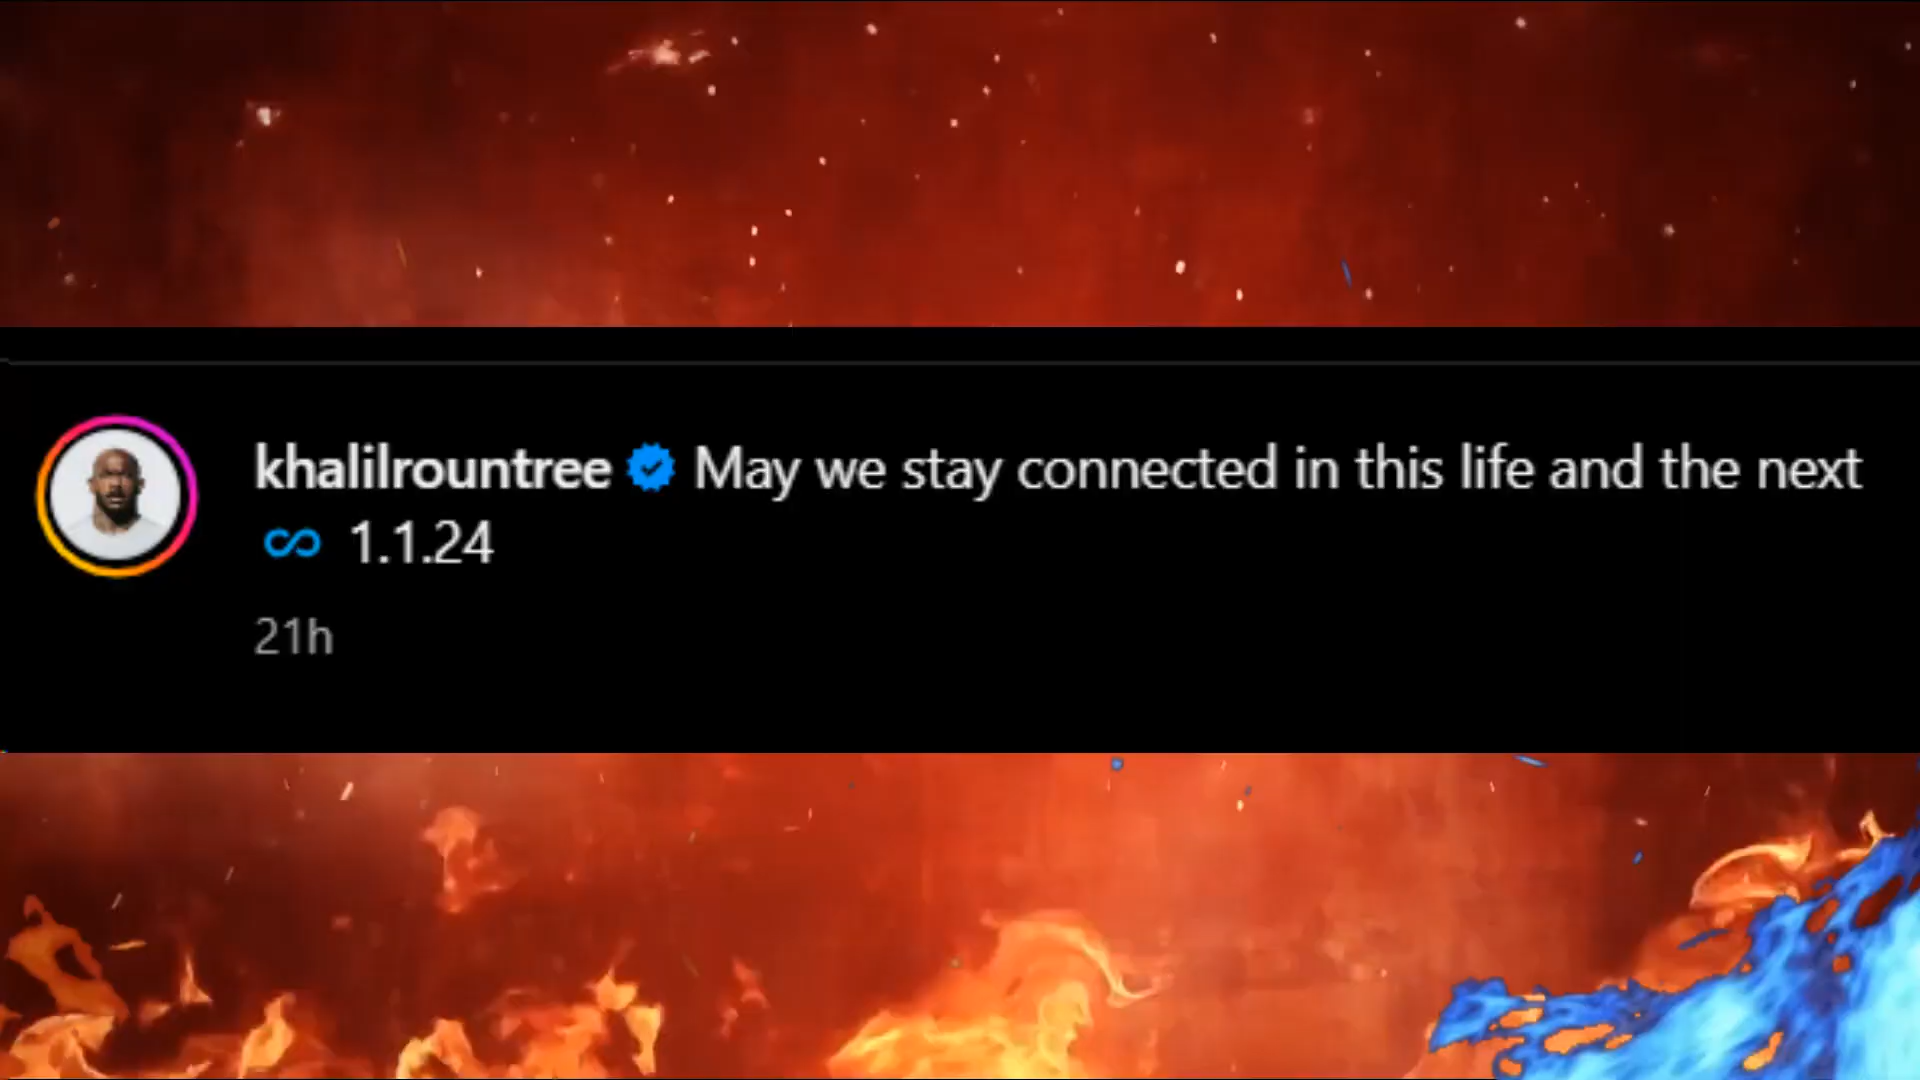 khalilrountree May we stay connected in this life and the next
∞ 1.1.24
21h